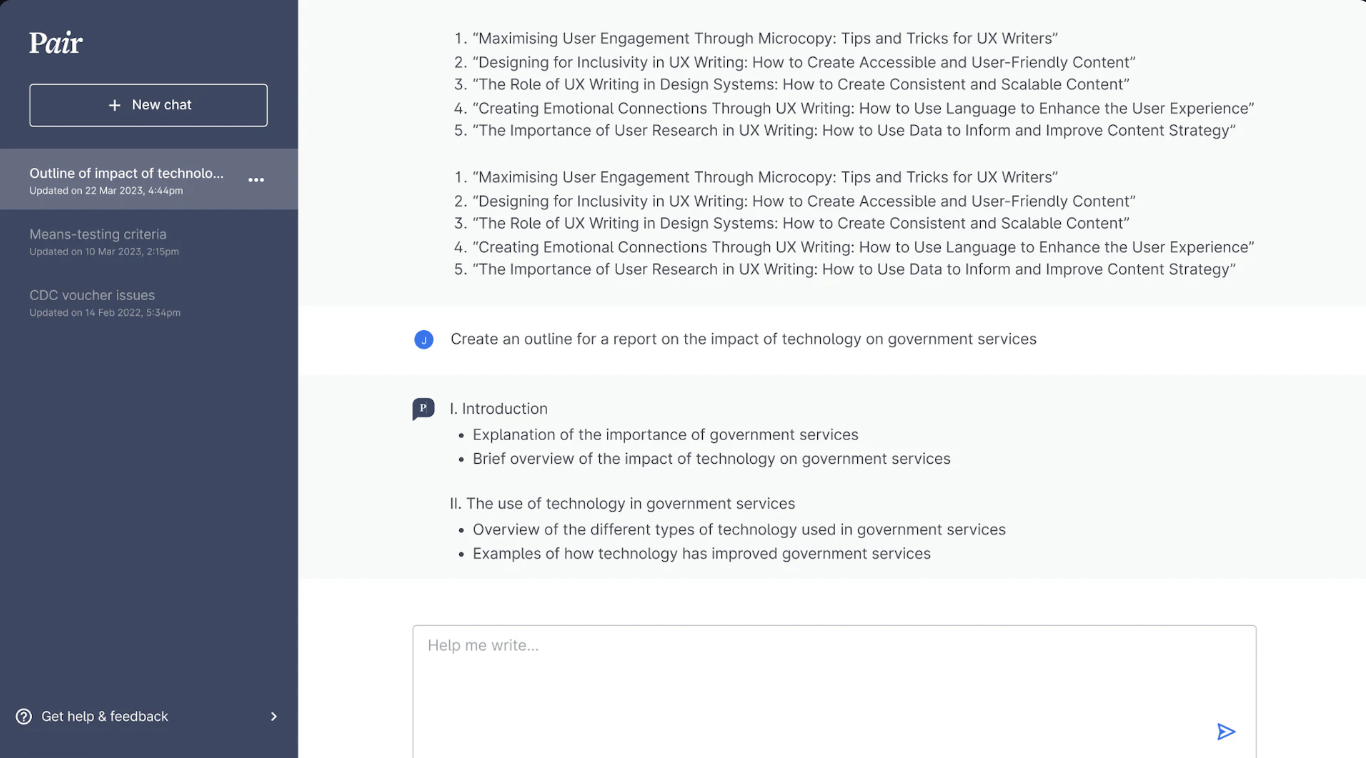 Pair
+ New chat
Outline of impact of technolo...
Updated on 22 Mar 2023, 4:44pm
Means-testing criteria
Updated on 10 Mar 2023, 2:15pm
CDC voucher issues
Updated on 14 Feb 2022, 5:34pm
? Get help & feedback
1. “Maximising User Engagement Through Microcopy: Tips and Tricks for UX Writers”
2. “Designing for Inclusivity in UX Writing: How to Create Accessible and User-Friendly Content”
3. “The Role of UX Writing in Design Systems: How to Create Consistent and Scalable Content”
4. “Creating Emotional Connections Through UX Writing: How to Use Language to Enhance the User Experience”
5. “The Importance of User Research in UX Writing: How to Use Data to Inform and Improve Content Strategy”
1. “Maximising User Engagement Through Microcopy: Tips and Tricks for UX Writers”
2. “Designing for Inclusivity in UX Writing: How to Create Accessible and User-Friendly Content”
3. “The Role of UX Writing in Design Systems: How to Create Consistent and Scalable Content”
4. “Creating Emotional Connections Through UX Writing: How to Use Language to Enhance the User Experience”
5. “The Importance of User Research in UX Writing: How to Use Data to Inform and Improve Content Strategy”
J
Create an outline for a report on the impact of technology on government services
P
I. Introduction
• Explanation of the importance of government services
• Brief overview of the impact of technology on government services
II. The use of technology in government services
• Overview of the different types of technology used in government services
• Examples of how technology has improved government services
Help me write...